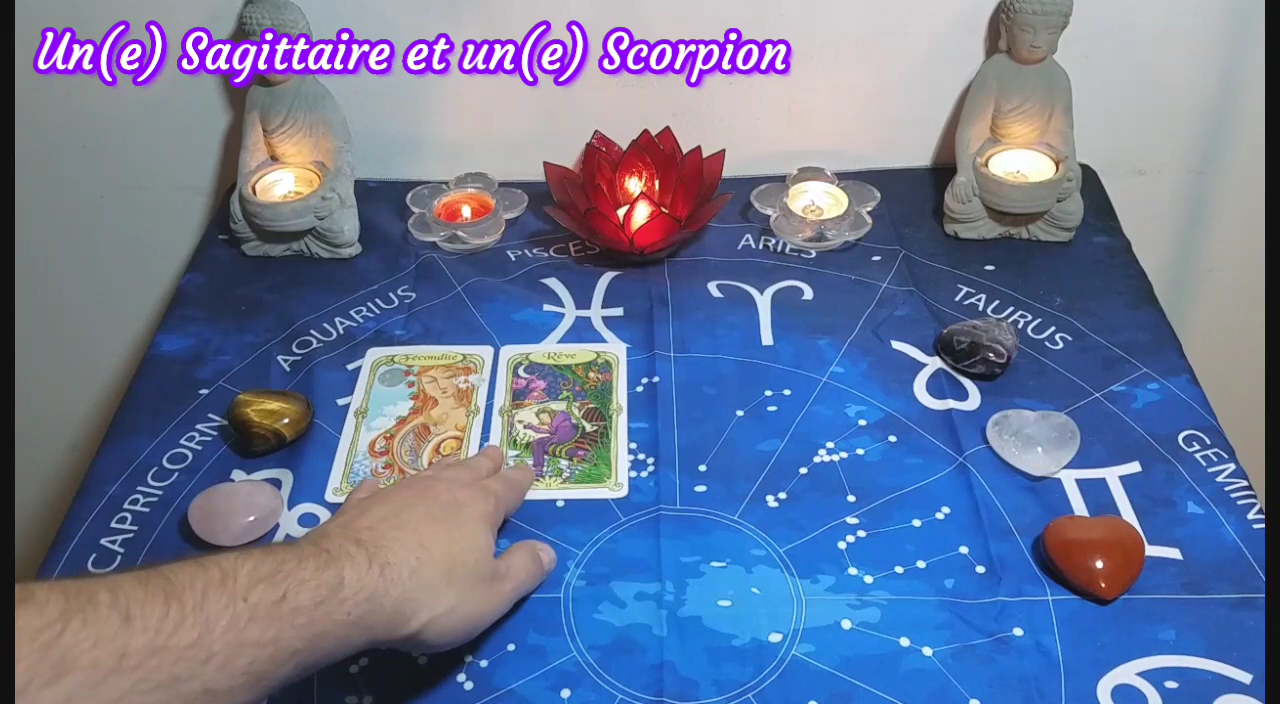 Un(e) Sagittaire et un(e) Scorpion
PISCES
ARIES
AQUARIUS
TAURUS
Fécondité
Rêve
CAPRICORN
GEMINI